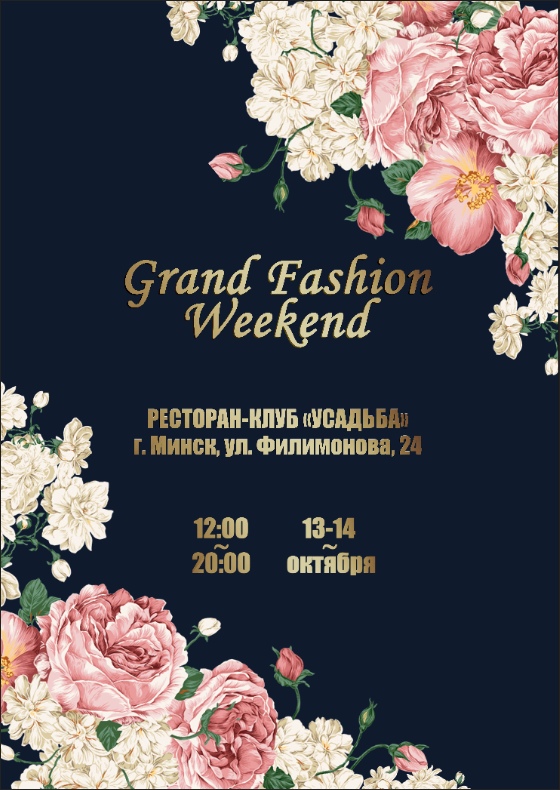 Grand Fashion
Weekend
РЕСТОРАН-КЛУБ «УСАДЬБА»
г. Минск, ул. Филимонова, 24
12:00 13-14
~ ~
20:00 октября